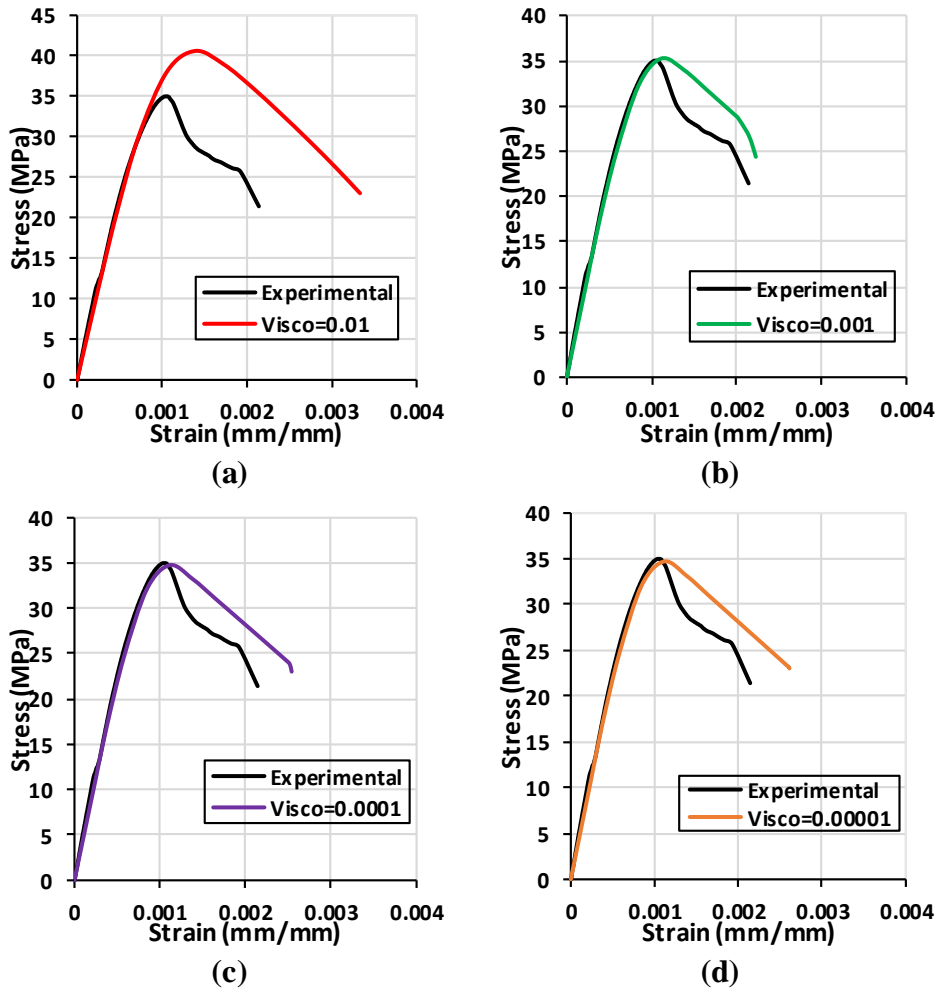 45
40
35
30
25
20
15
10
5
0
Stress (MPa)
Experimental
Visco=0.01
0 0.001 0.002 0.003 0.004
Strain (mm/mm)
(a)
40
35
30
25
20
15
10
5
0
Stress (MPa)
Experimental
Visco=0.001
0 0.001 0.002 0.003 0.004
Strain (mm/mm)
(b)
40
35
30
25
20
15
10
5
0
Stress (MPa)
Experimental
Visco=0.0001
0 0.001 0.002 0.003 0.004
Strain (mm/mm)
(c)
40
35
30
25
20
15
10
5
0
Stress (MPa)
Experimental
Visco=0.00001
0 0.001 0.002 0.003 0.004
Strain (mm/mm)
(d)